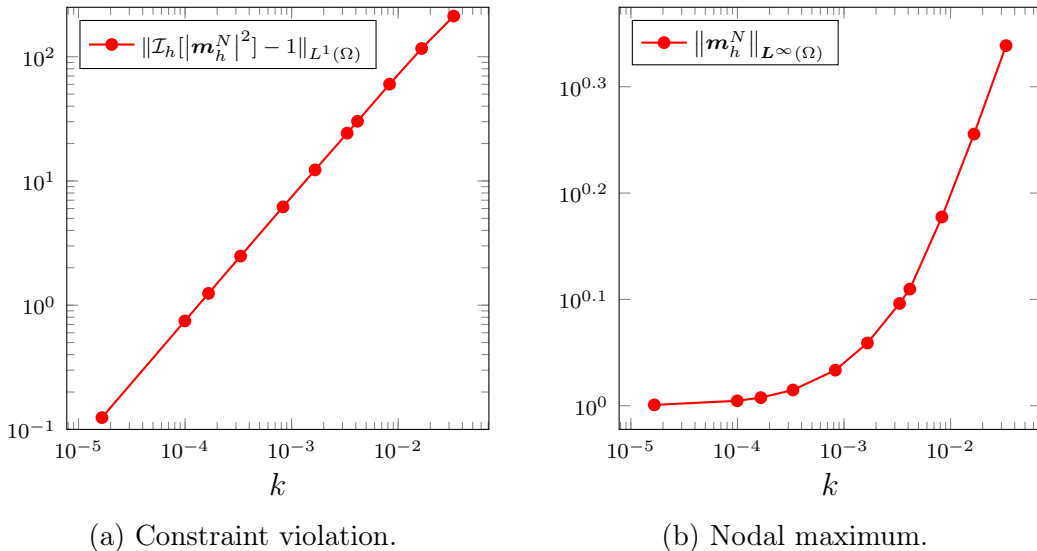 ‖𝓘ₕ[|𝒎ₕᴺ|²] − 1‖_{L¹(Ω)}
10²
10¹
10⁰
10⁻¹
10⁻⁵ 10⁻⁴ 10⁻³ 10⁻²
k
(a) Constraint violation.
‖𝒎ₕᴺ‖_{𝑳^∞(Ω)}
10^{0.3}
10^{0.2}
10^{0.1}
10⁰
10⁻⁵ 10⁻⁴ 10⁻³ 10⁻²
k
(b) Nodal maximum.